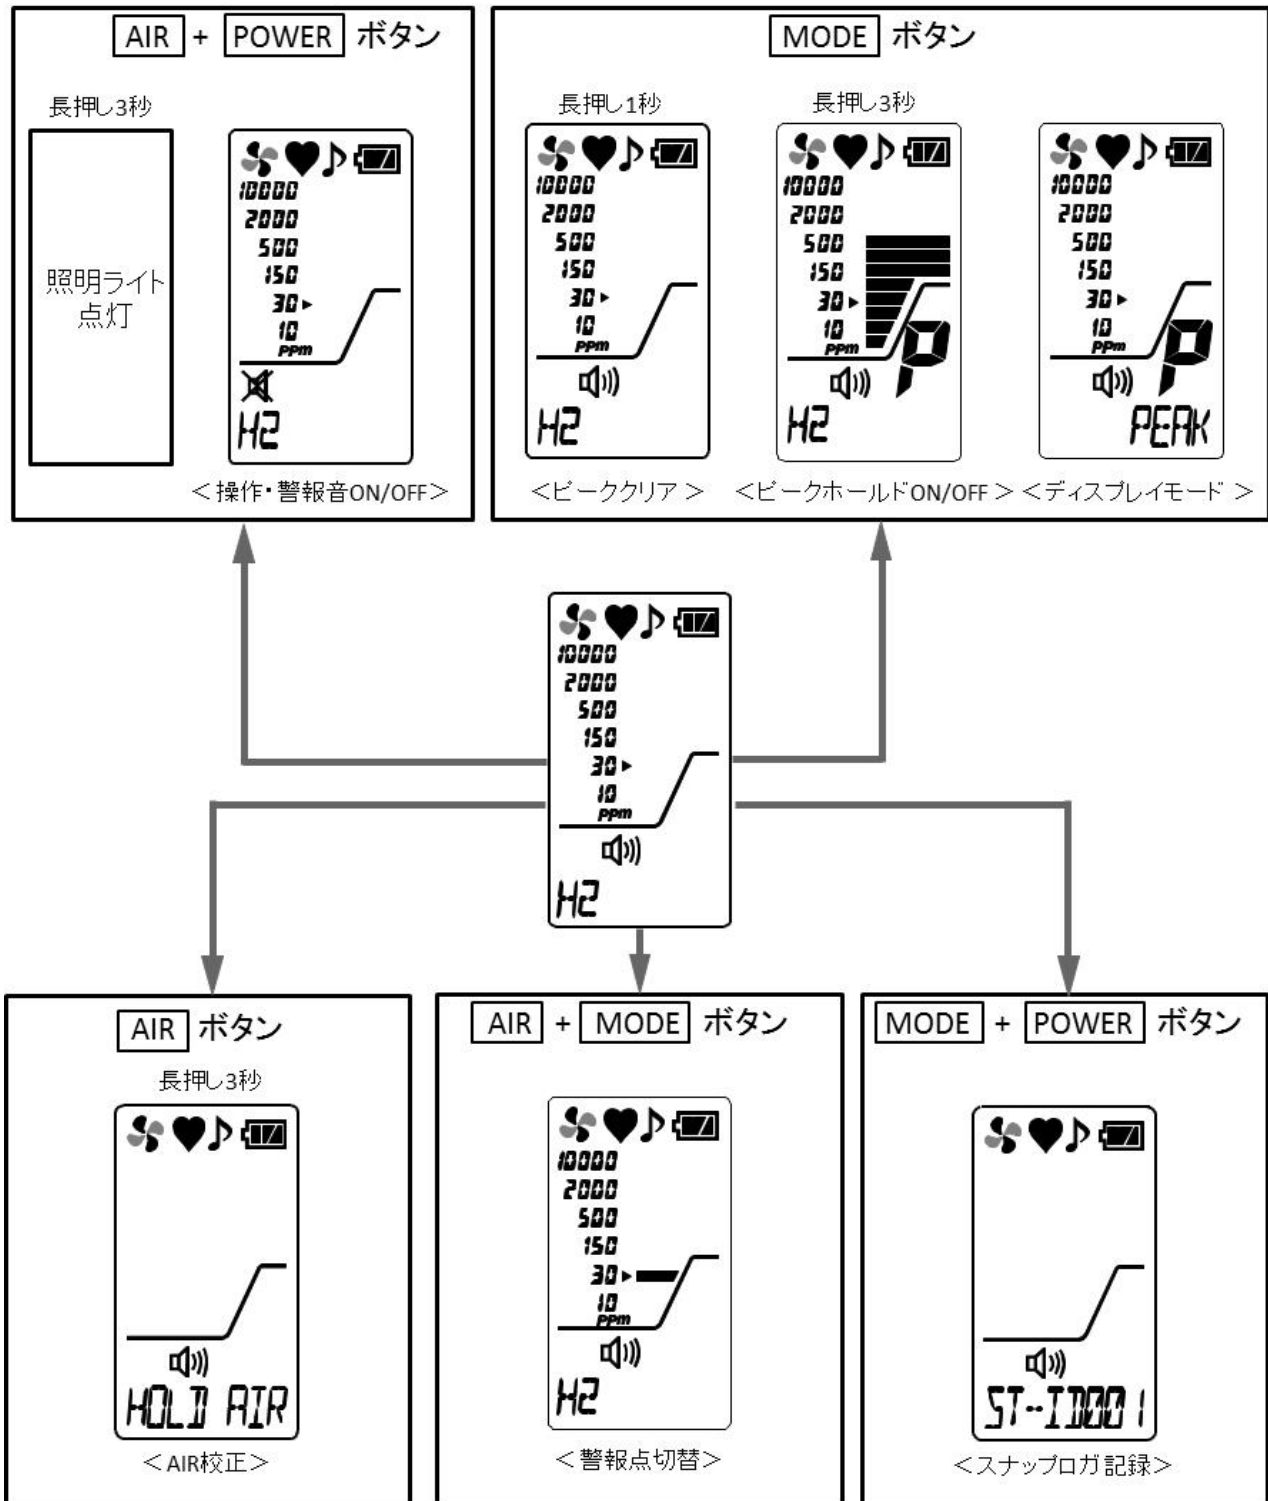 AIR + POWER ボタン
長押し3秒
照明ライト
点灯
10000
2000
500
150
30
10
ppm
H2
＜操作・警報音ON/OFF＞
MODE ボタン
長押し1秒
10000
2000
500
150
30
10
ppm
H2
＜ピーククリア＞
長押し3秒
10000
2000
500
150
30
10
ppm
P
H2
＜ピークホールドON/OFF＞
10000
2000
500
150
30
10
ppm
P
PEAK
＜ディスプレイモード＞
10000
2000
500
150
30
10
ppm
H2
AIR ボタン
長押し3秒
HOLD AIR
＜AIR校正＞
AIR + MODE ボタン
10000
2000
500
150
30
10
ppm
H2
＜警報点切替＞
MODE + POWER ボタン
ST--ID001
＜スナップロガ記録＞